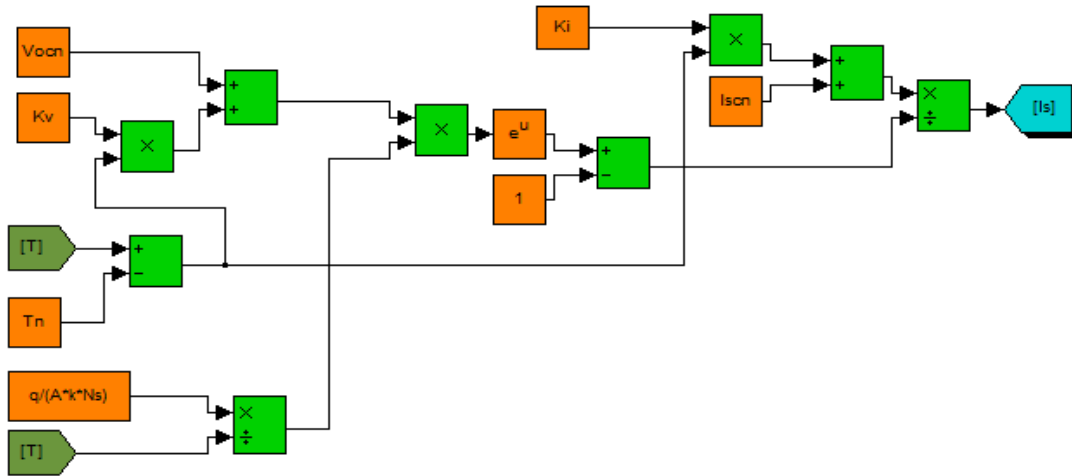 Vocn
Kv
×
+
+
[T]
Tn
+
−
q/(A*k*Ns)
[T]
×
÷
×
e^u
1
+
−
Ki
×
Iscn
+
+
×
÷
[Is]